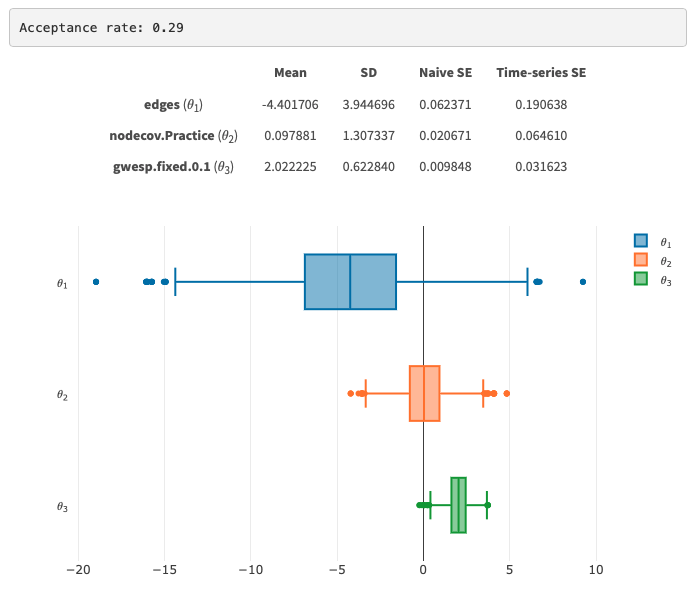 Acceptance rate: 0.29
Mean SD Naive SE Time-series SE
edges (θ1) -4.401706 3.944696 0.062371 0.190638
nodecov.Practice (θ2) 0.097881 1.307337 0.020671 0.064610
gwesp.fixed.0.1 (θ3) 2.022225 0.622840 0.009848 0.031623
θ1
θ2
θ3
θ1
θ2
θ3
−20 −15 −10 −5 0 5 10